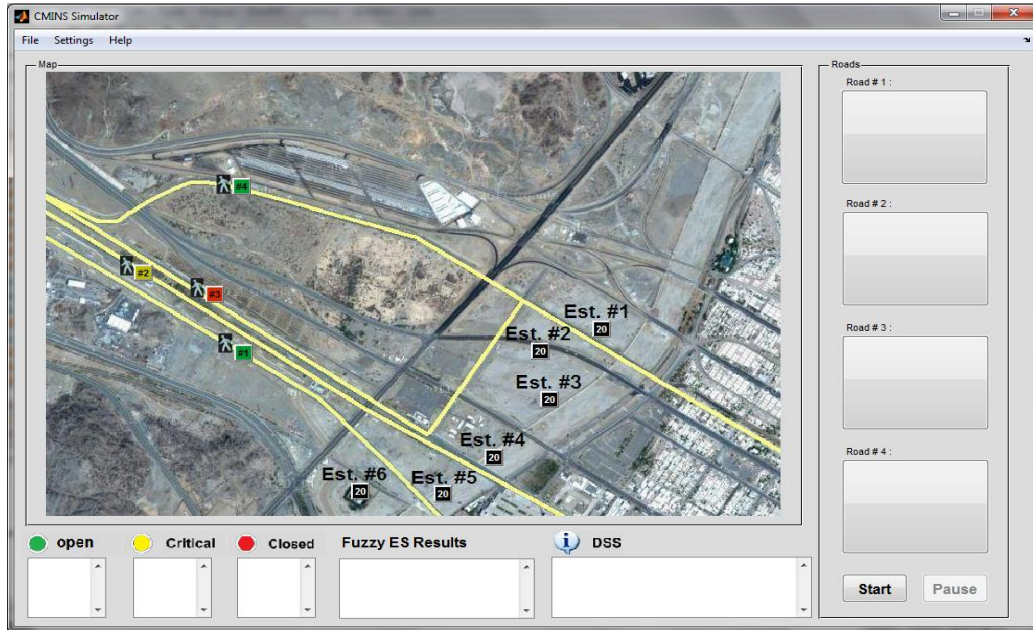 CMINS Simulator
File Settings Help
Map
Roads
Road # 1 :
#4
Road # 2 :
#2
#3
Est. #1
20
Est. #2
20
#1
Road # 3 :
Est. #3
20
Est. #4
20
Road # 4 :
Est. #6
20
Est. #5
20
open
Critical
Closed
Fuzzy ES Results
DSS
Start
Pause